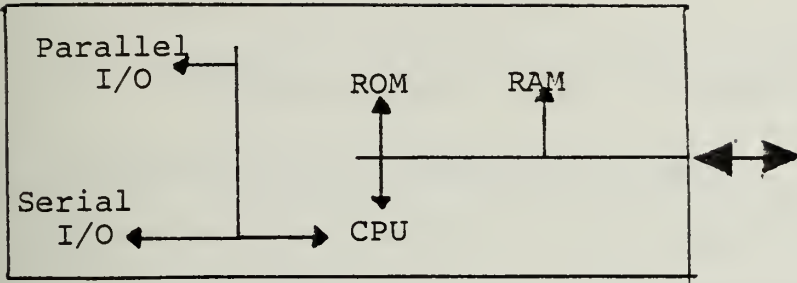 Parallel
I/O
ROM
RAM
Serial
I/O
CPU